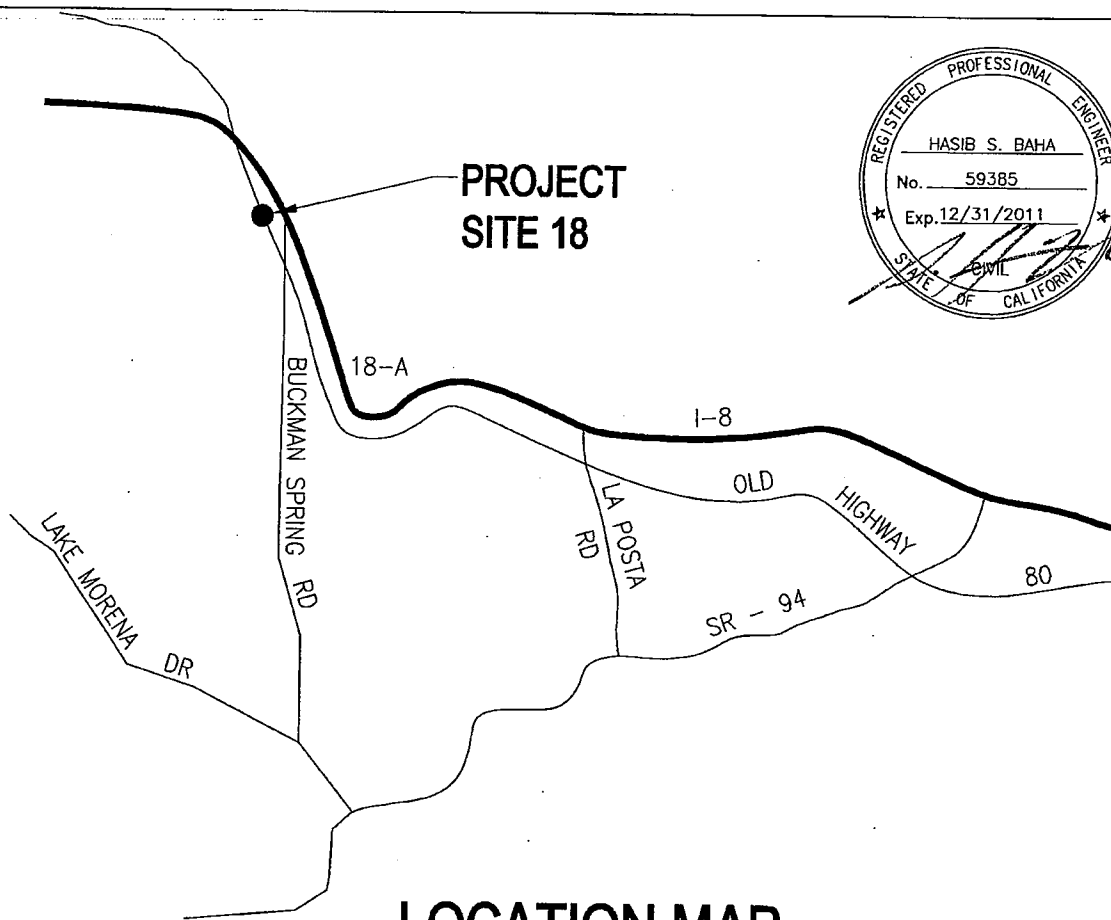 PROJECT
SITE 18
REGISTERED PROFESSIONAL ENGINEER
HASIB S. BAHA
No. 59385
Exp. 12/31/2011
CIVIL
STATE OF CALIFORNIA
18-A
I-8
BUCKMAN SPRING RD
LA POSTA
RD
OLD
HIGHWAY
80
SR - 94
LAKE MORENA
DR
LOCATION MAP